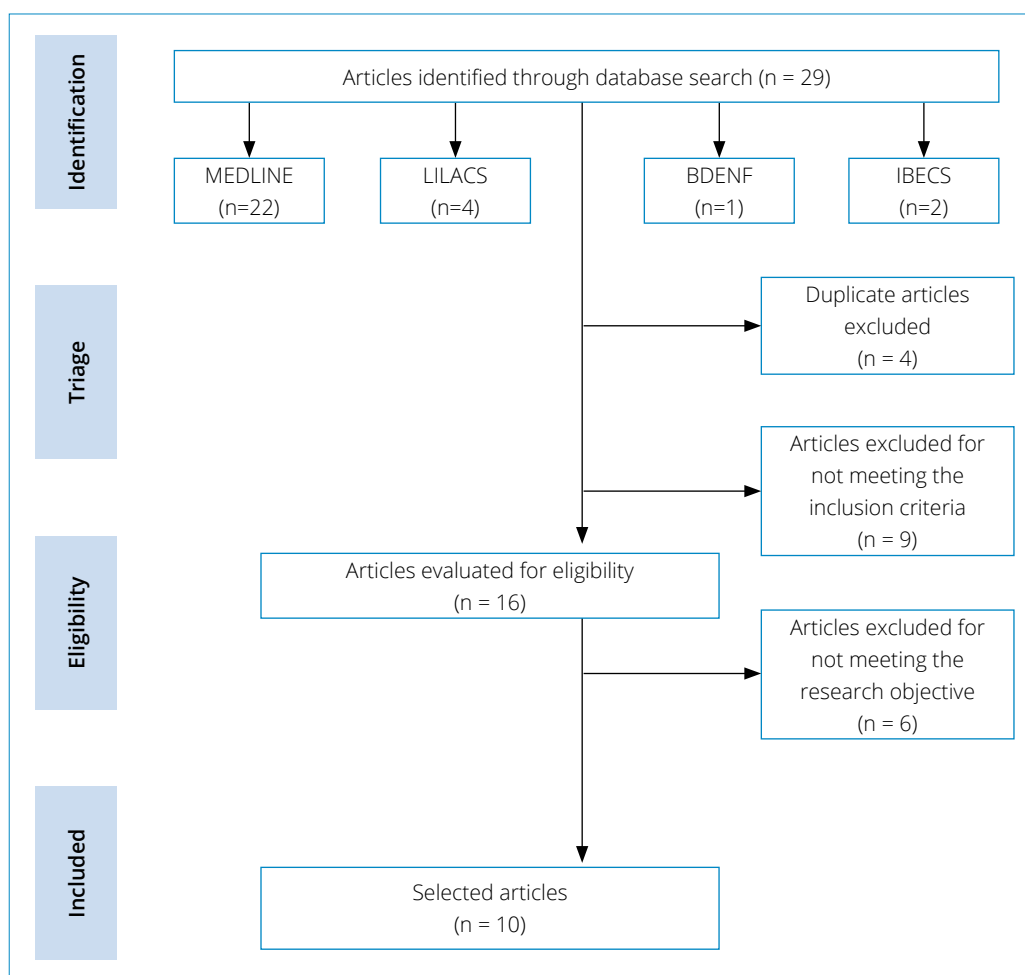 Identification
Articles identified through database search (n = 29)
MEDLINE
(n=22)
LILACS
(n=4)
BDENF
(n=1)
IBECS
(n=2)
Triage
Duplicate articles
excluded
(n = 4)
Articles excluded for
not meeting the
inclusion criteria
(n = 9)
Eligibility
Articles evaluated for eligibility
(n = 16)
Articles excluded for
not meeting the
research objective
(n = 6)
Included
Selected articles
(n = 10)